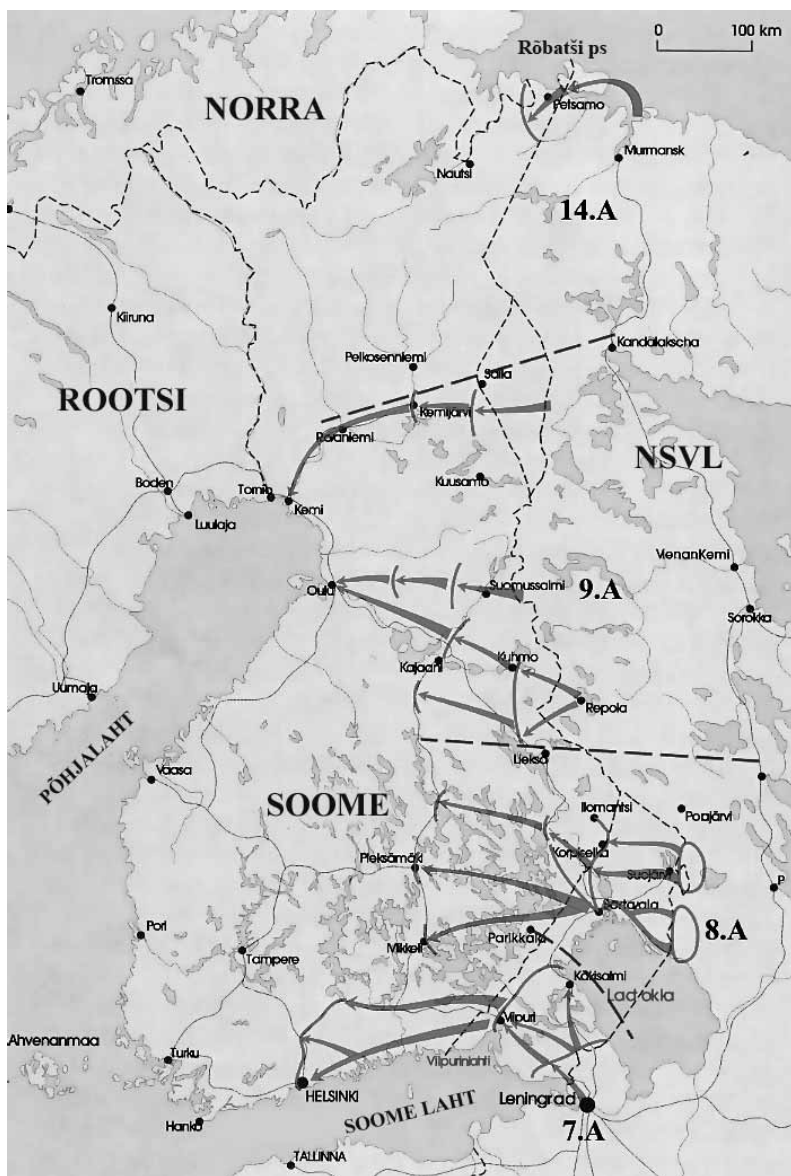 0 100 km
Rõbatši ps
Tromssa
NORRA
Petsamo
Murmansk
Nautsi
14.A
Kiiruna
Kandalakscha
Pelkosenniemi
Salla
ROOTSI
Kemijärvi
Rovaniemi
NSVL
Kuusamo
Boden
Tornio
Kemi
Luulaja
VienanKemi
Oulu
Suomussalmi
9.A
Sorokka
Kajaani
Kuhmo
Uumaja
Repola
PÕHJALAHT
Lieksa
Vaasa
SOOME
Ilomantsi
Porajärvi
Korpiselkä
Pieksämäki
Suojärvi
P
Sortavala
Pori
Parikkala
8.A
Mikkeli
Tampere
Käkisalmi
Laatokka
Viipuri
Ahvenanmaa
Turku
Viipurinlahti
HELSINKI
Leningrad
SOOME LAHT
Hanko
7.A
TALLINNA